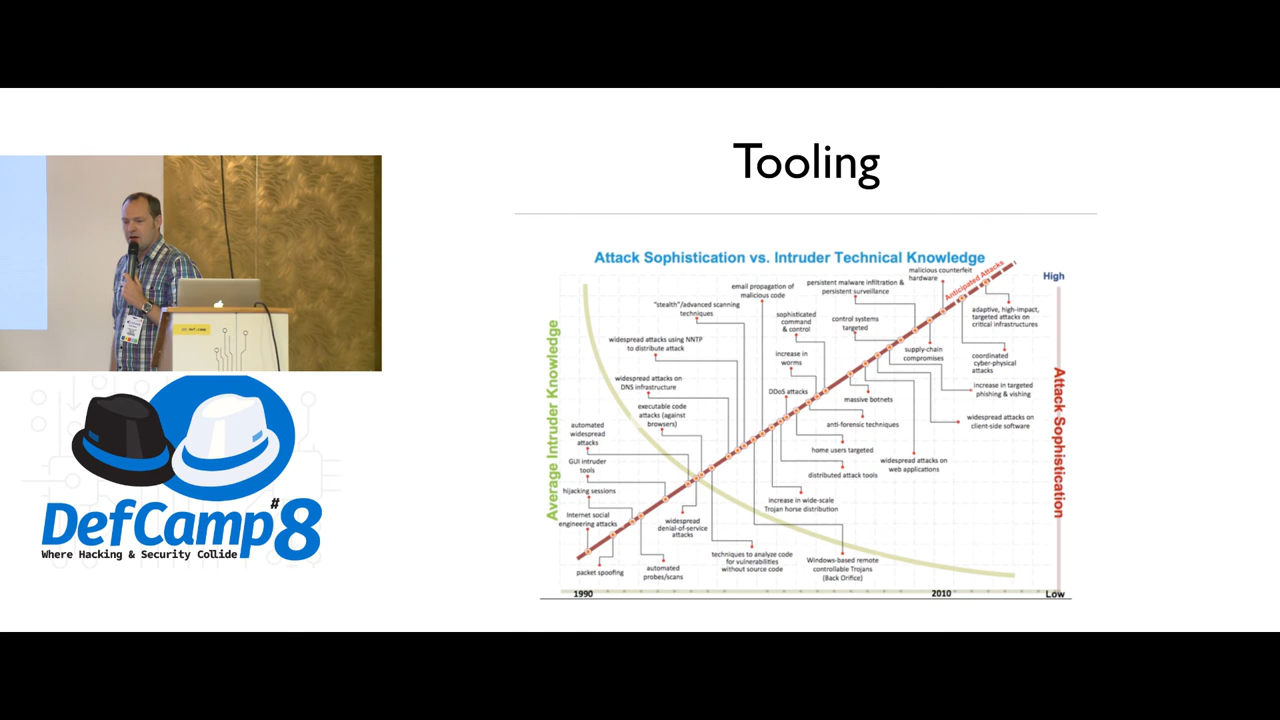 Tooling
Attack Sophistication vs. Intruder Technical Knowledge
High
Average Intruder Knowledge
Attack Sophistication
Anticipated Attacks
malicious counterfeit
hardware
persistent malware infiltration &
persistent surveillance
email propagation of
malicious code
"stealth"/advanced scanning
techniques
sophisticated
command
& control
control systems
targeted
adaptive, high-impact,
targeted attacks on
critical infrastructures
widespread attacks using NNTP
to distribute attack
increase in
worms
supply-chain
compromises
coordinated
cyber-physical
attacks
widespread attacks on
DNS infrastructure
DDoS attacks
massive botnets
increase in targeted
phishing & vishing
executable code
attacks (against
browsers)
anti-forensic techniques
widespread attacks on
client-side software
automated
widespread
attacks
home users targeted
GUI intruder
tools
distributed attack tools
widespread attacks on
web applications
hijacking sessions
increase in wide-scale
Trojan horse distribution
Internet social
engineering attacks
widespread
denial-of-service
attacks
techniques to analyze code
for vulnerabilities
without source code
Windows-based remote
controllable Trojans
(Back Orifice)
packet spoofing
automated
probes/scans
1990
2010
Low
DefCamp#8
Where Hacking & Security Collide